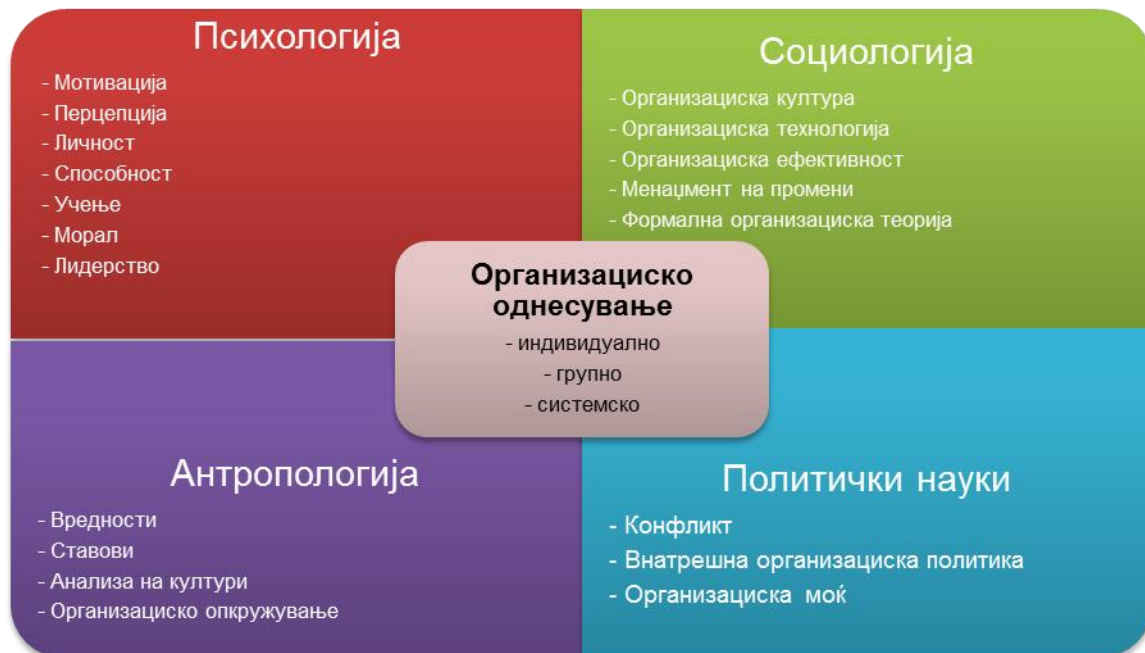 Психологија
- Мотивација
- Перцепција
- Личност
- Способност
- Учење
- Морал
- Лидерство
Социологија
- Организациска култура
- Организациска технологија
- Организациска ефективност
- Менаџмент на промени
- Формална организациска теорија
Организациско
однесување
- индивидуално
- групно
- системско
Антропологија
- Вредности
- Ставови
- Анализа на култури
- Организациско опкружување
Политички науки
- Конфликт
- Внатрешна организациска политика
- Организациска моќ